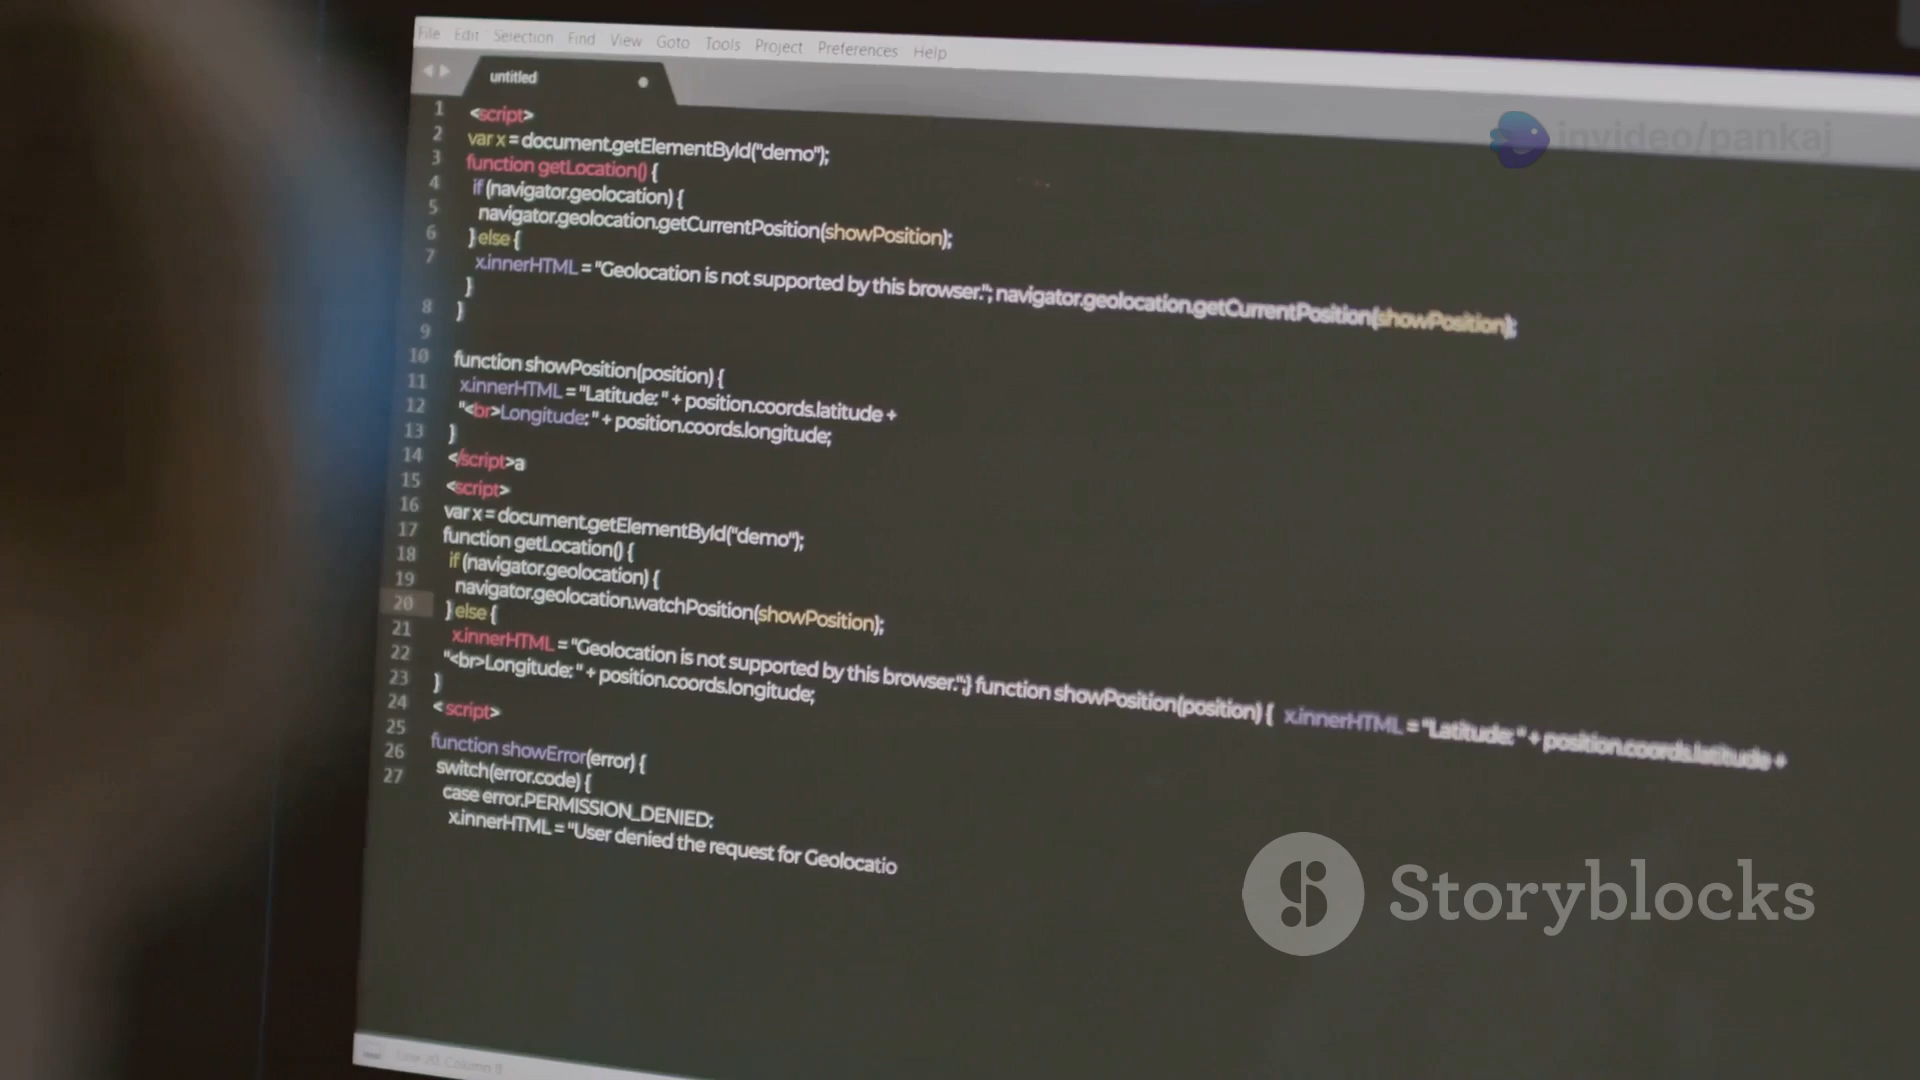 File Edit Selection Find View Goto Tools Project Preferences Help
untitled
invideo/pankaj
1 <script>
2 var x = document.getElementById("demo");
3 function getLocation() {
4 if (navigator.geolocation) {
5 navigator.geolocation.getCurrentPosition(showPosition);
6 } else {
7 x.innerHTML = "Geolocation is not supported by this browser."; navigator.geolocation.getCurrentPosition(showPosition);
}
8 }
9
10 function showPosition(position) {
11 x.innerHTML = "Latitude: " + position.coords.latitude +
12 "<br>Longitude: " + position.coords.longitude;
13 }
14 </script>a
15 <script>
16 var x = document.getElementById("demo");
17 function getLocation() {
18 if (navigator.geolocation) {
19 navigator.geolocation.watchPosition(showPosition);
20 } else {
21 x.innerHTML = "Geolocation is not supported by this browser.";} function showPosition(position) { x.innerHTML = "Latitude: " + position.coords.latitude +
22 "<br>Longitude: " + position.coords.longitude;
23 }
24 < script>
25 function showError(error) {
26 switch(error.code) {
27 case error.PERMISSION_DENIED:
x.innerHTML = "User denied the request for Geolocatio
Storyblocks
Line 20, Column 8